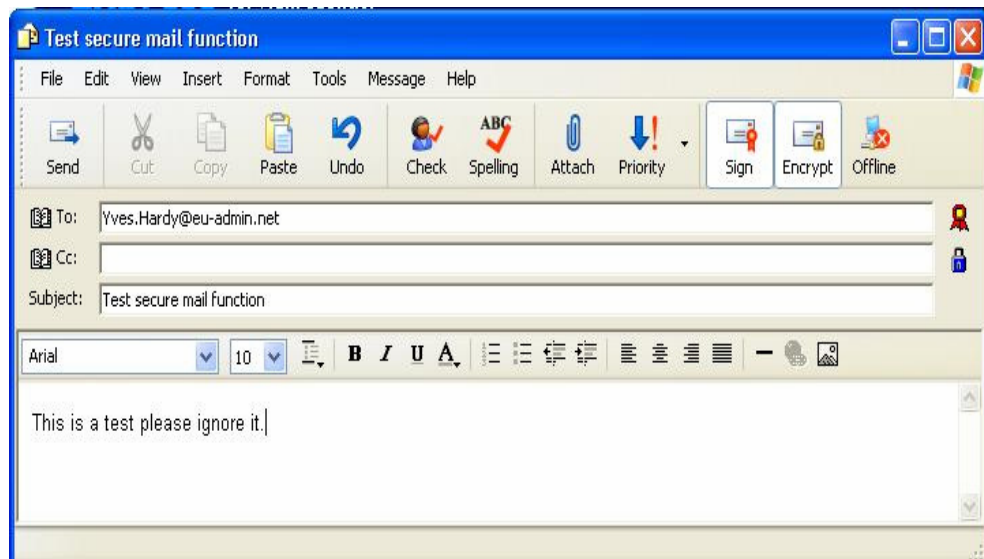 Test secure mail function
File Edit View Insert Format Tools Message Help
ABC
Send Cut Copy Paste Undo Check Spelling Attach Priority Sign Encrypt Offline
To: Yves.Hardy@eu-admin.net
Cc:
Subject: Test secure mail function
Arial 10 B I U A
This is a test please ignore it.